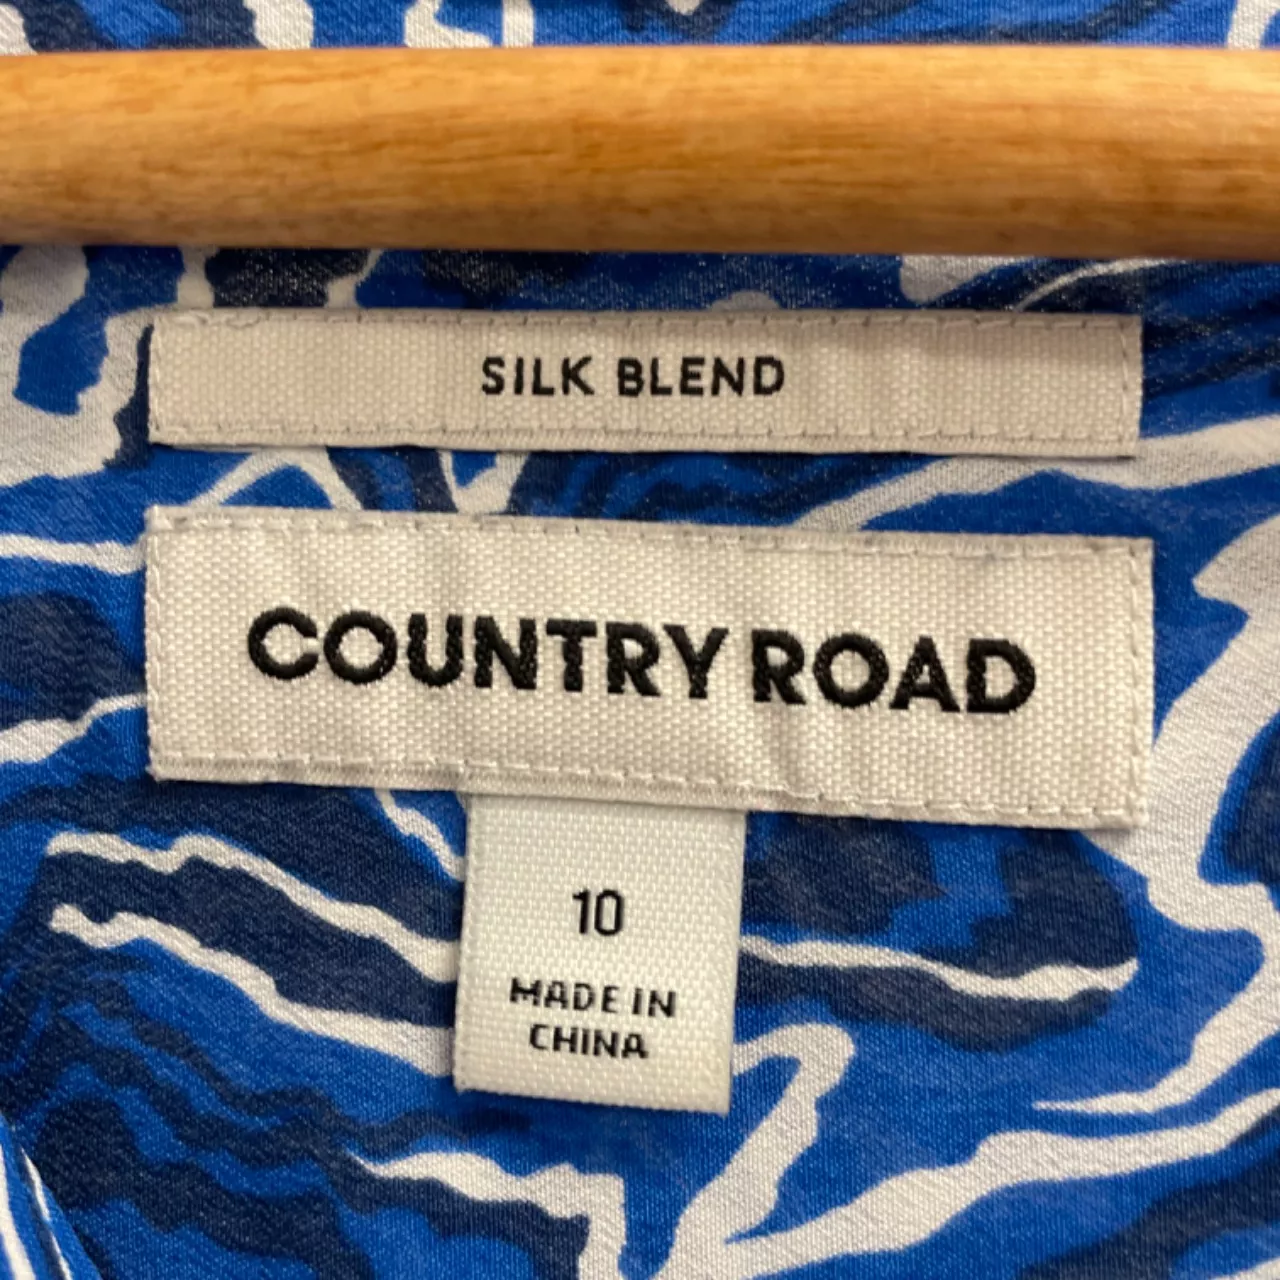 SILK BLEND
COUNTRY ROAD
10
MADE IN
CHINA